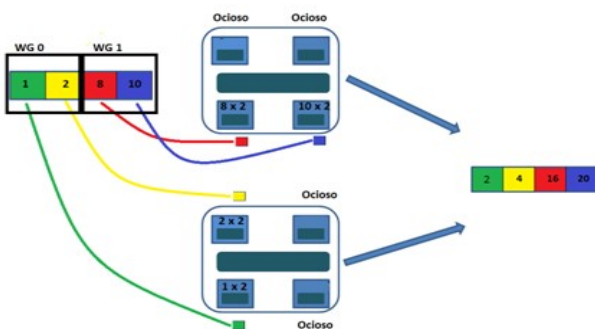 WG 0 WG 1
1 2 8 10
Ocioso Ocioso
8 x 2 10 x 2
2 4 16 20
Ocioso
2 x 2
1 x 2
Ocioso